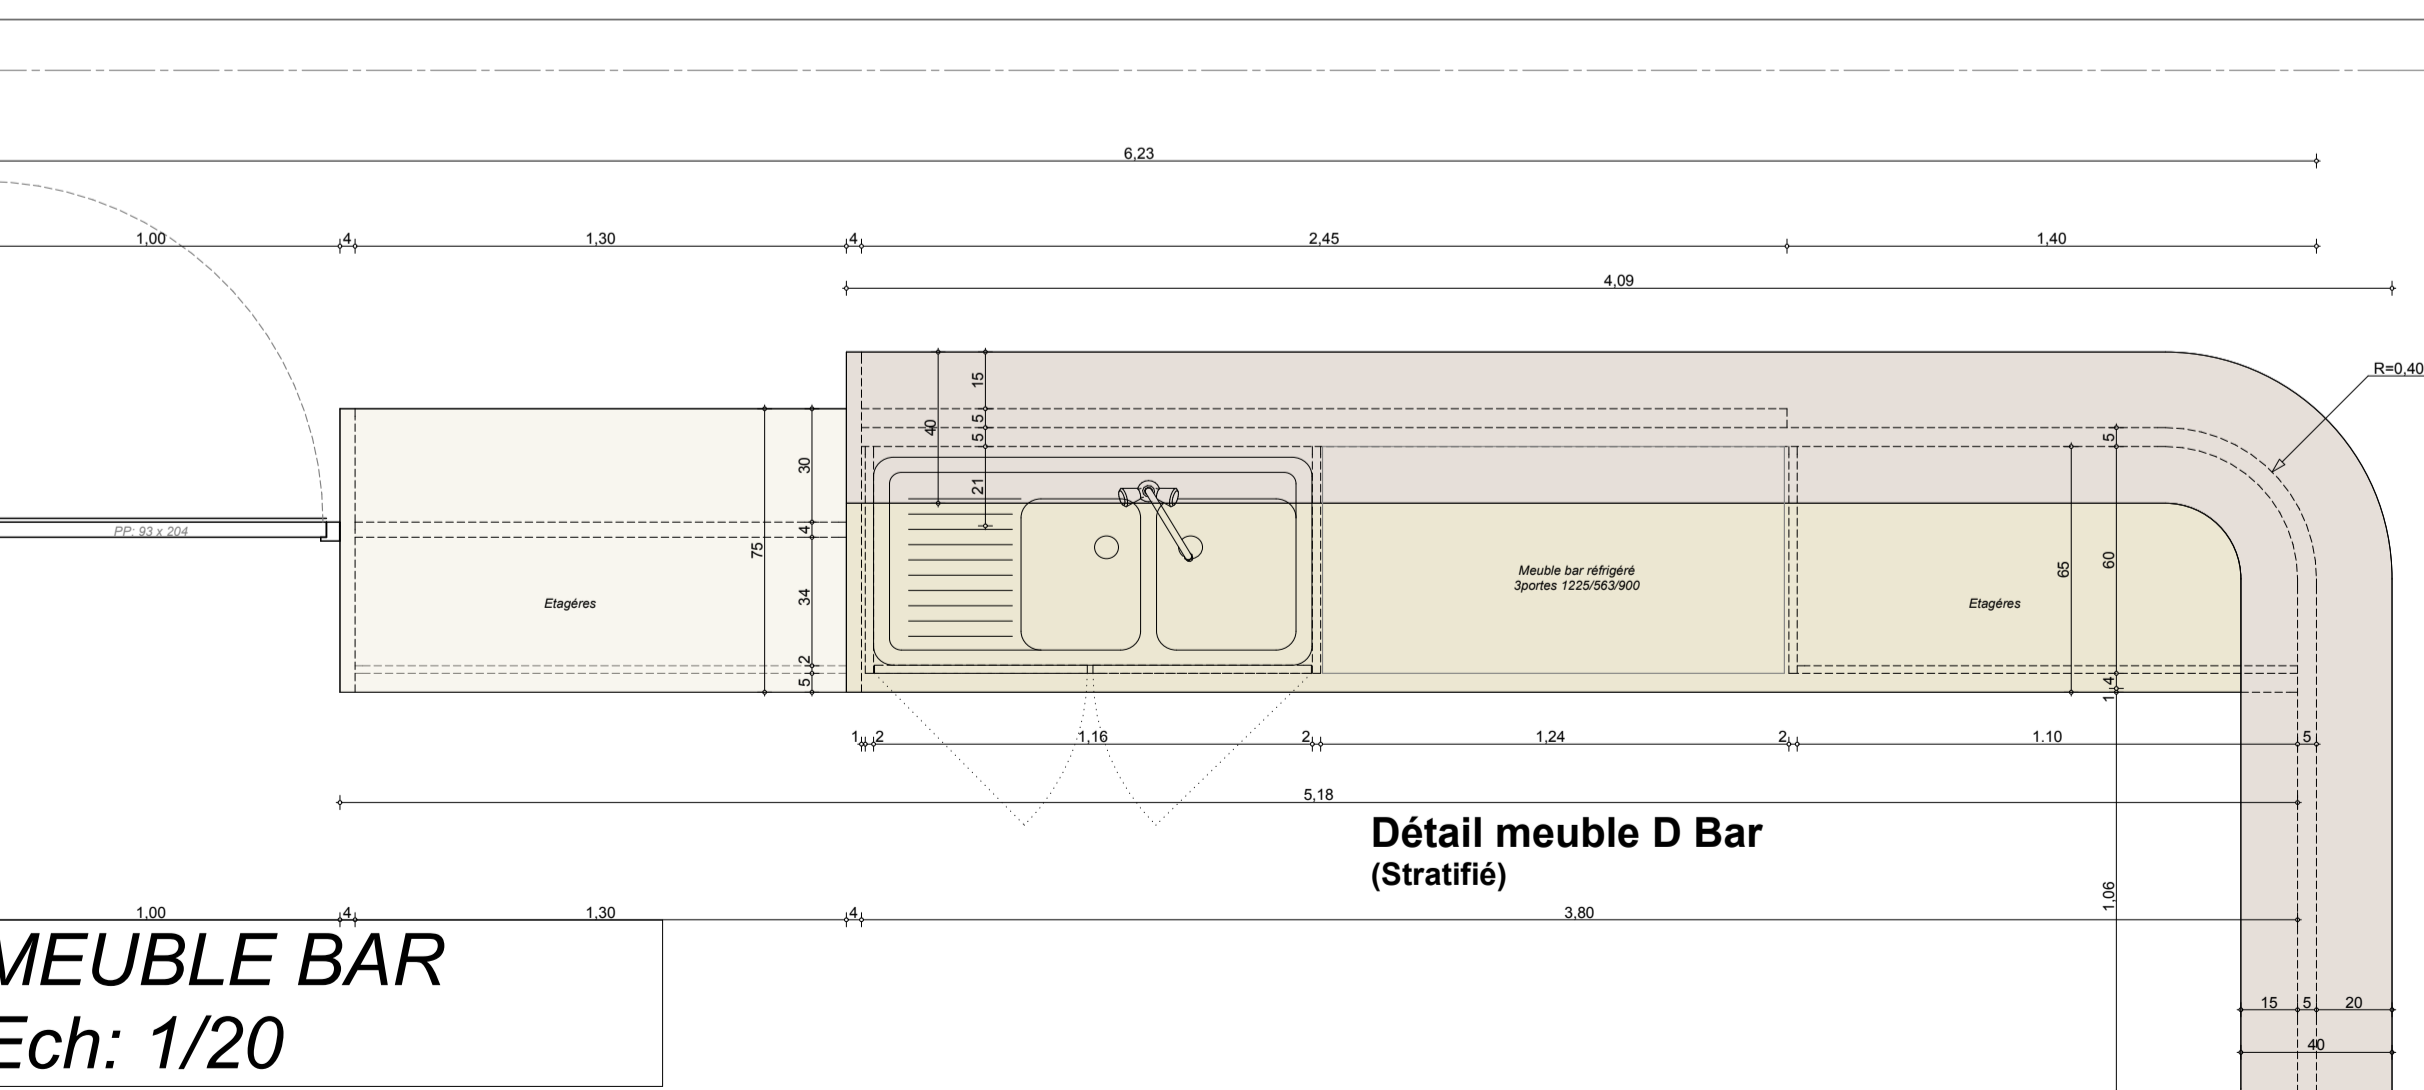 6,23
1,00 4 1,30 4 2,45 1,40
4,09
R=0,40
15
5
5
40
21
5
30
4
34
2
5
75
PP: 93 x 204
Etagéres
Meuble bar réfrigéré
3portes 1225/563/900
Etagéres
65
60
4
1
1 2 1,16 2 1,24 2 1.10 5
5,18
Détail meuble D Bar
(Stratifié)
1,06
1,00 4 1,30 4 3,80
MEUBLE BAR
Ech: 1/20
15 5 20
40